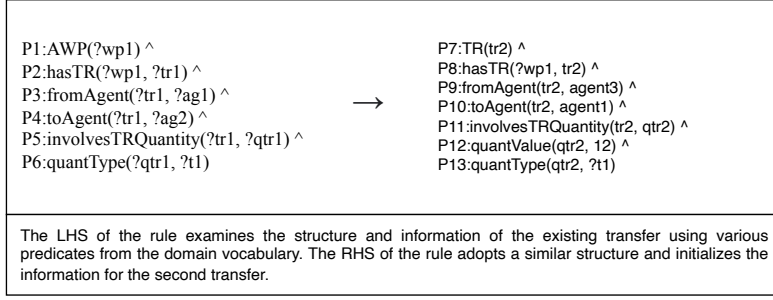 P1:AWP(?wp1) ^
P2:hasTR(?wp1, ?tr1) ^
P3:fromAgent(?tr1, ?ag1) ^
P4:toAgent(?tr1, ?ag2) ^
P5:involvesTRQuantity(?tr1, ?qtr1) ^
P6:quantType(?qtr1, ?t1)
→
P7:TR(tr2) ^
P8:hasTR(?wp1, tr2) ^
P9:fromAgent(tr2, agent3) ^
P10:toAgent(tr2, agent1) ^
P11:involvesTRQuantity(tr2, qtr2) ^
P12:quantValue(qtr2, 12) ^
P13:quantType(qtr2, ?t1)
The LHS of the rule examines the structure and information of the existing transfer using various
predicates from the domain vocabulary. The RHS of the rule adopts a similar structure and initializes the
information for the second transfer.